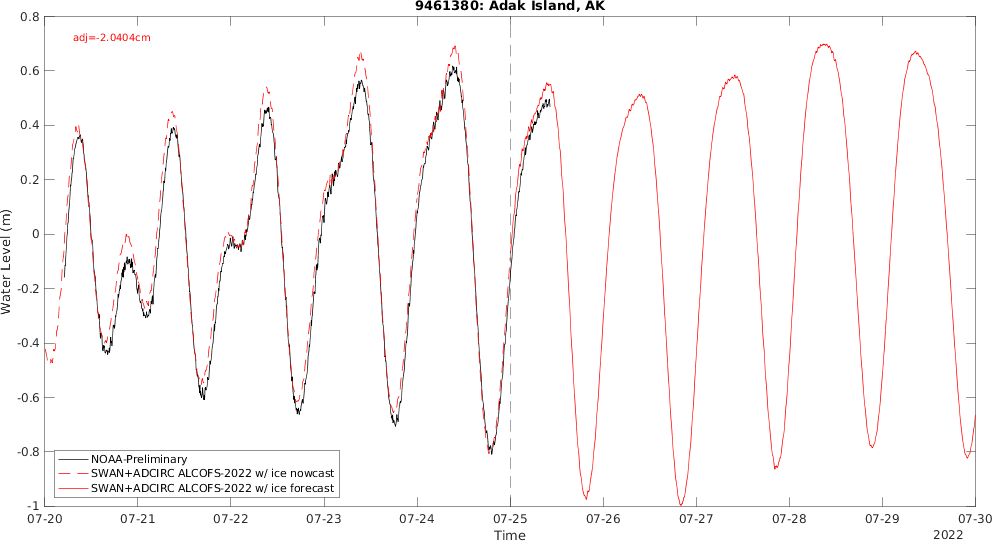 9461380: Adak Island, AK
adj=-2.0404cm
0.8
0.6
0.4
0.2
0
-0.2
-0.4
-0.6
-0.8
-1
Water Level (m)
NOAA-Preliminary
SWAN+ADCIRC ALCOFS-2022 w/ ice nowcast
SWAN+ADCIRC ALCOFS-2022 w/ ice forecast
07-20 07-21 07-22 07-23 07-24 07-25 07-26 07-27 07-28 07-29 07-30
Time
2022